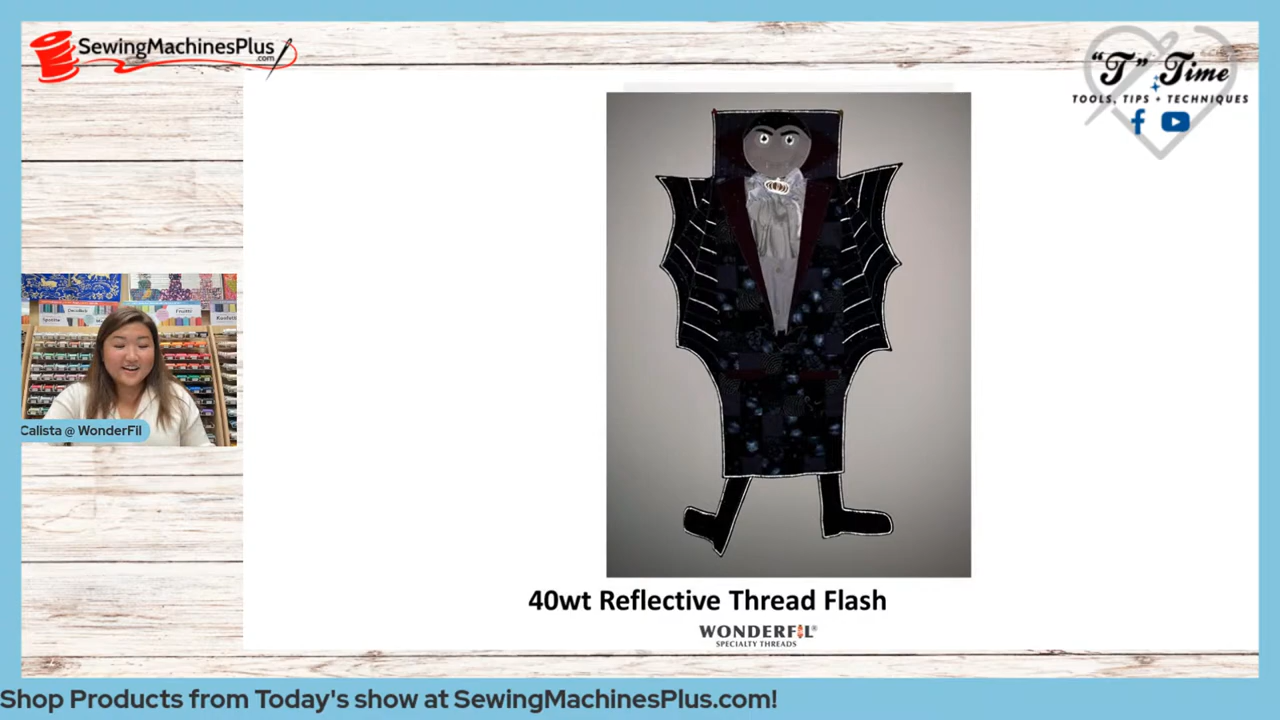 SewingMachinesPlus
.com
"T" Time
TOOLS, TIPS + TECHNIQUES
Calista @ WonderFil
40wt Reflective Thread Flash
WONDERFIL®
SPECIALTY THREADS
Shop Products from Today's show at SewingMachinesPlus.com!